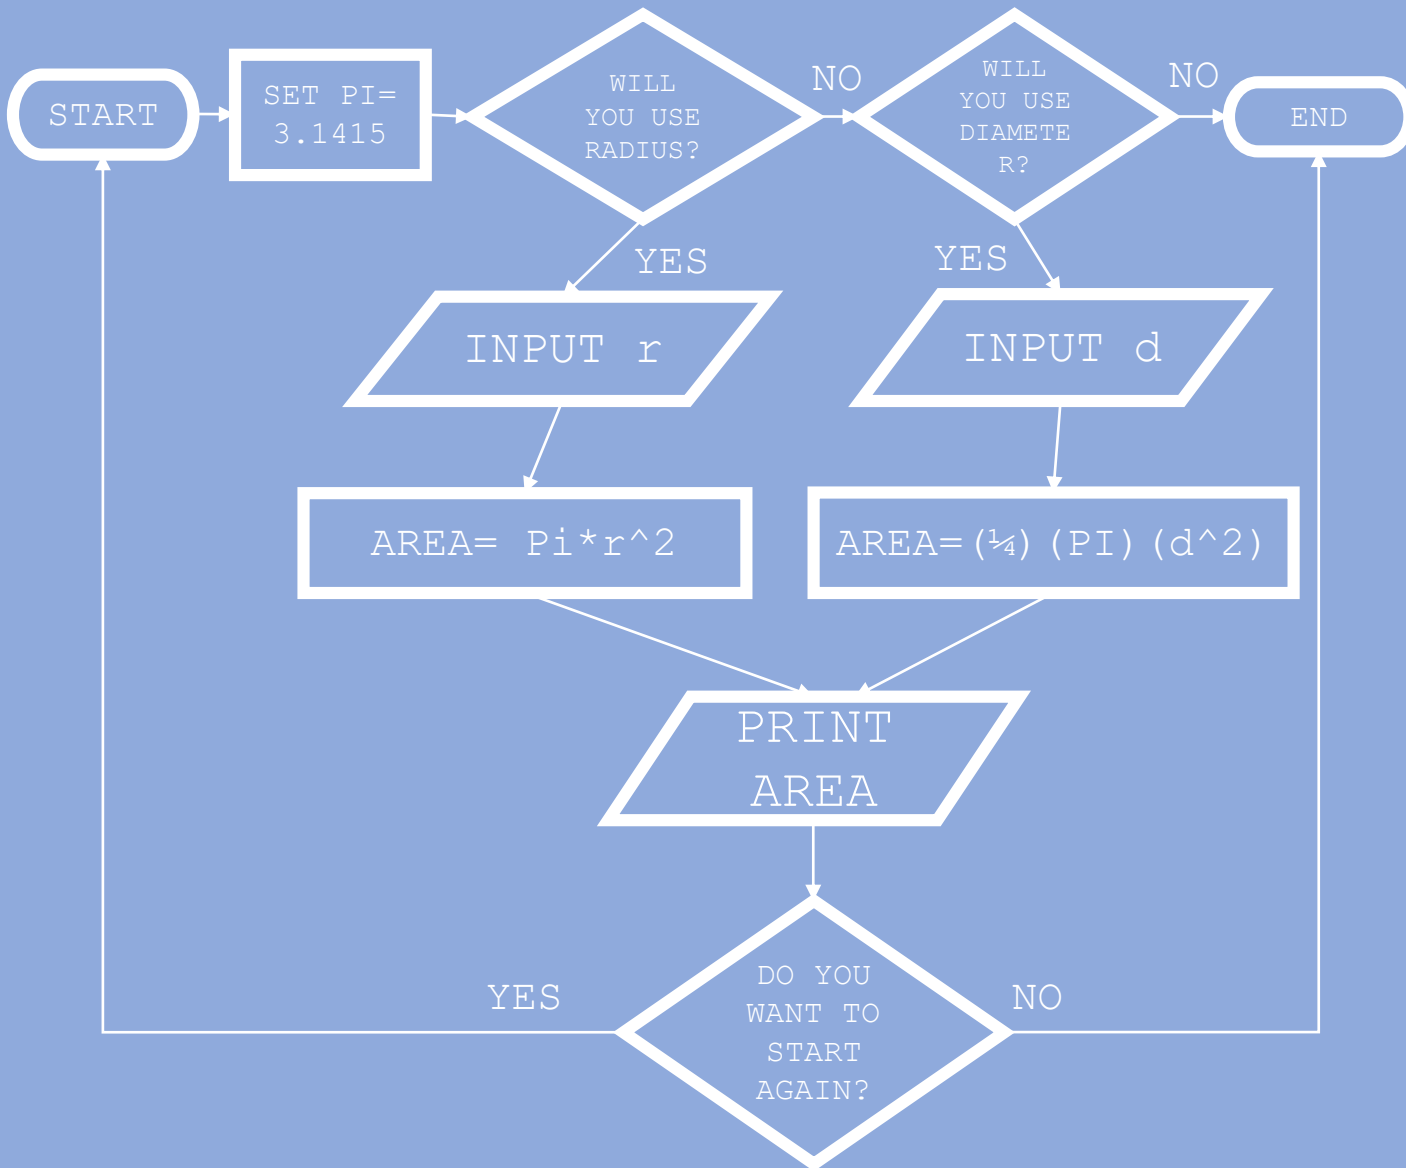 START
SET PI=
3.1415
WILL
YOU USE
RADIUS?
NO
WILL
YOU USE
DIAMETE
R?
NO
END
YES
YES
INPUT r
INPUT d
AREA= Pi*r^2
AREA=(¼)(PI)(d^2)
PRINT
AREA
DO YOU
WANT TO
START
AGAIN?
YES
NO